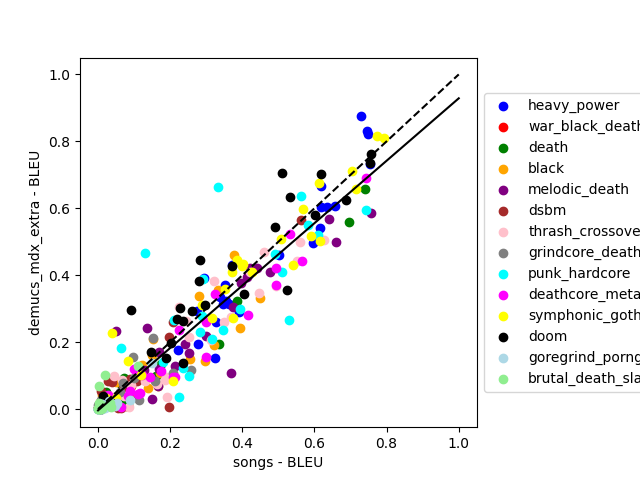 1.0
0.8
0.6
0.4
0.2
0.0
demucs_mdx_extra - BLEU
0.0 0.2 0.4 0.6 0.8 1.0
songs - BLEU
heavy_power
war_black_death
death
black
melodic_death
dsbm
thrash_crossove
grindcore_death
punk_hardcore
deathcore_meta
symphonic_goth
doom
goregrind_porng
brutal_death_sla